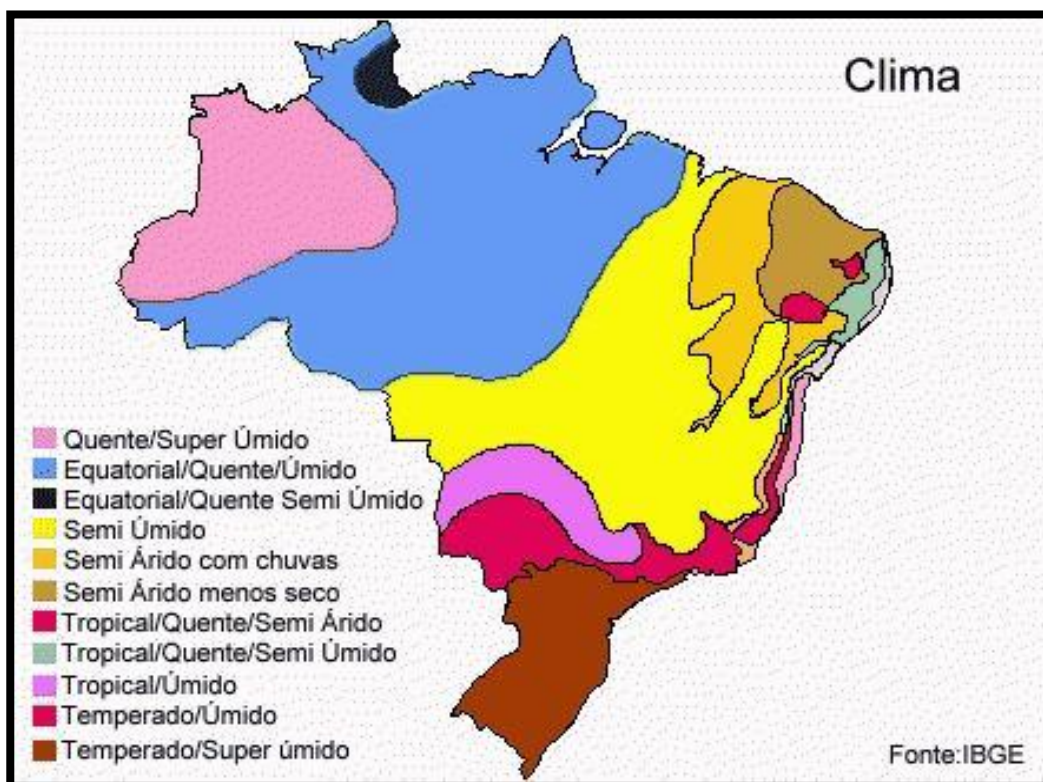 Clima
Quente/Super Úmido
Equatorial/Quente/Úmido
Equatorial/Quente Semi Úmido
Semi Úmido
Semi Árido com chuvas
Semi Árido menos seco
Tropical/Quente/Semi Árido
Tropical/Quente/Semi Úmido
Tropical/Úmido
Temperado/Úmido
Temperado/Super úmido
Fonte:IBGE